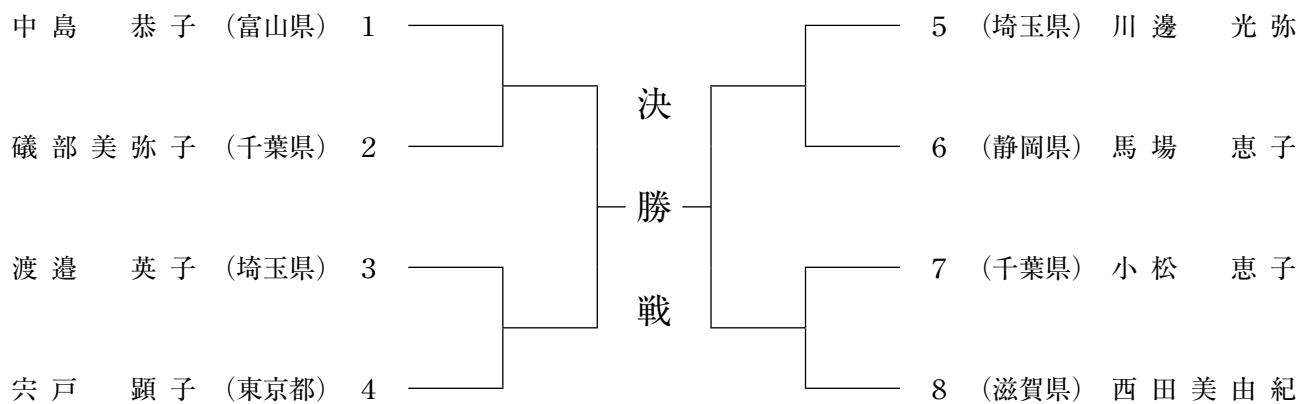 中島 恭子 （富山県） 1
礒部美弥子 （千葉県） 2
渡邉 英子 （埼玉県） 3
宍戸 顕子 （東京都） 4
決勝戦
5 （埼玉県） 川邊 光弥
6 （静岡県） 馬場 恵子
7 （千葉県） 小松 恵子
8 （滋賀県） 西田美由紀